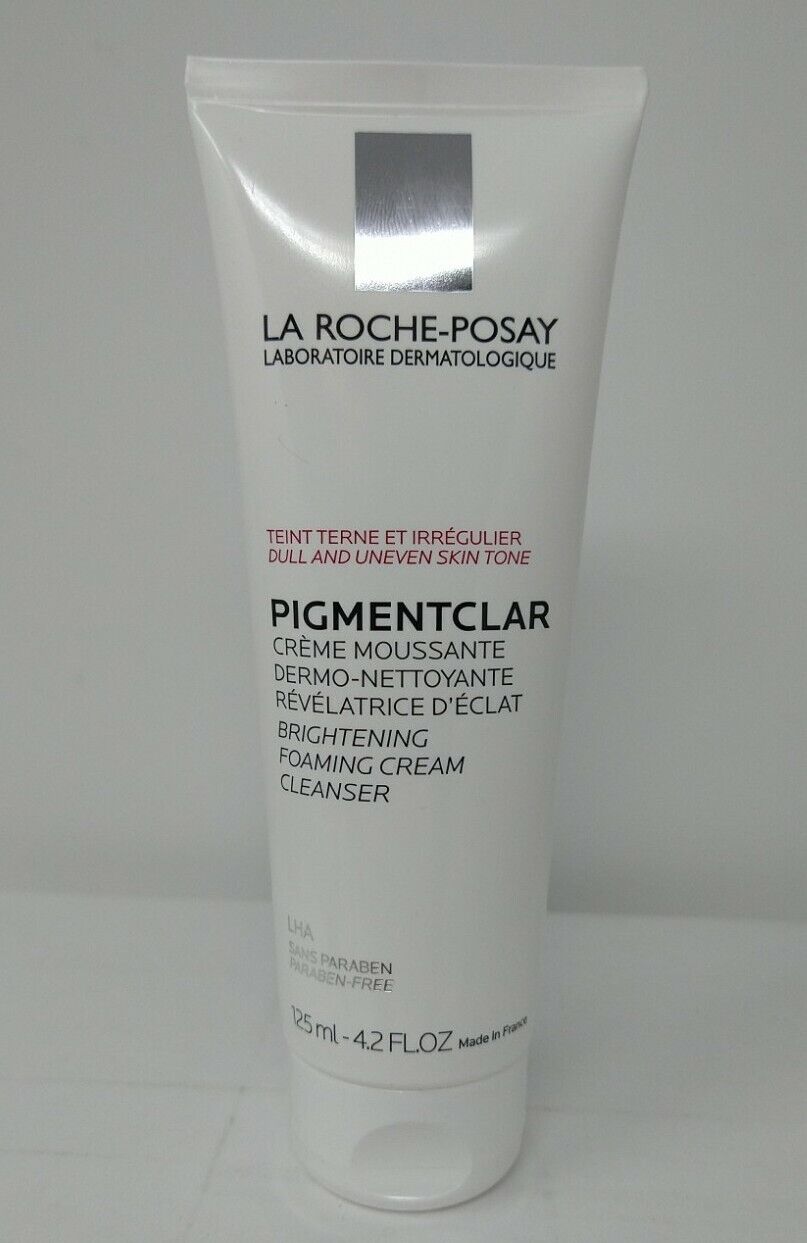 LA ROCHE-POSAY
LABORATOIRE DERMATOLOGIQUE
TEINT TERNE ET IRRÉGULIER
DULL AND UNEVEN SKIN TONE
PIGMENTCLAR
CRÈME MOUSSANTE
DERMO-NETTOYANTE
RÉVÉLATRICE D'ÉCLAT
BRIGHTENING
FOAMING CREAM
CLEANSER
LHA
SANS PARABEN
PARABEN-FREE
125 ml - 4.2 FL.OZ Made In France